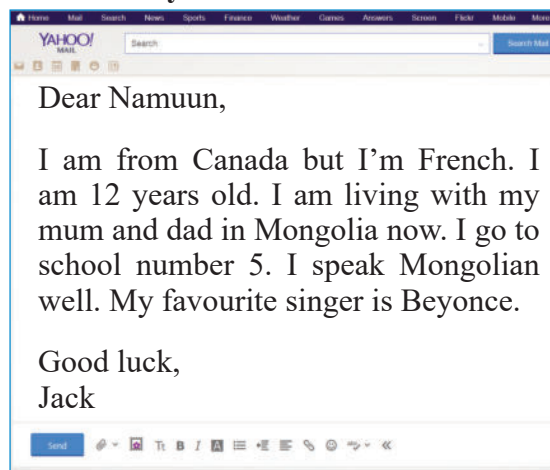 Home Mail Search News Sports Finance Weather Games Answers Screen Flickr Mobile More
YAHOO!
MAIL
Search
Search Mail
Dear Namuun,
I am from Canada but I’m French. I
am 12 years old. I am living with my
mum and dad in Mongolia now. I go to
school number 5. I speak Mongolian
well. My favourite singer is Beyonce.
Good luck,
Jack
Send